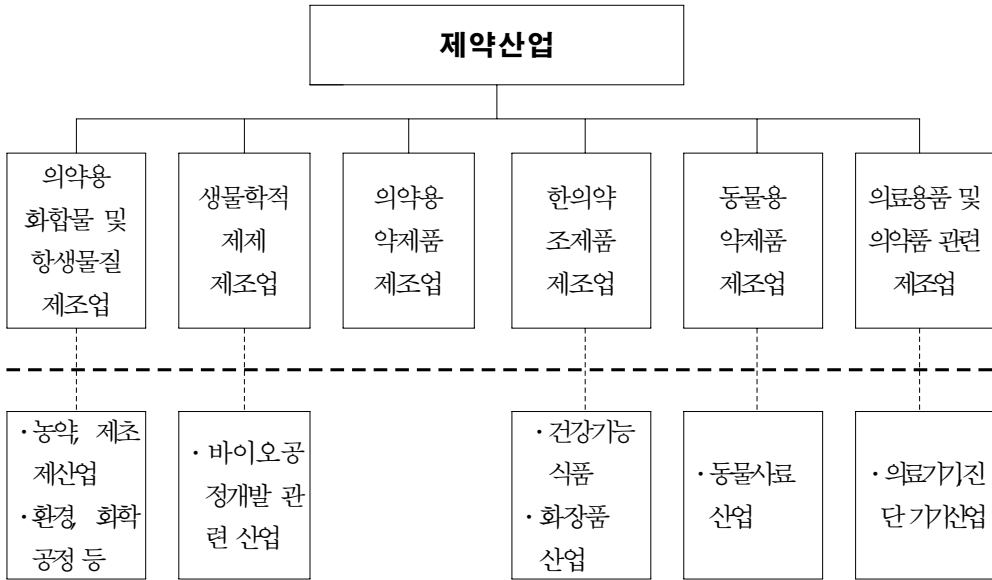 제약산업
의약용
화합물 및
항생물질
제조업
생물학적
제제
제조업
의약용
약제품
제조업
한의약
조제품
제조업
동물용
약제품
제조업
의료용품 및
의약품 관련
제조업
·농약, 제초
제산업
·환경, 화학
공정 등
·바이오공
정개발 관
련 산업
·건강기능
식품
·화장품
산업
·동물사료
산업
·의료기기,진
단 기기산업